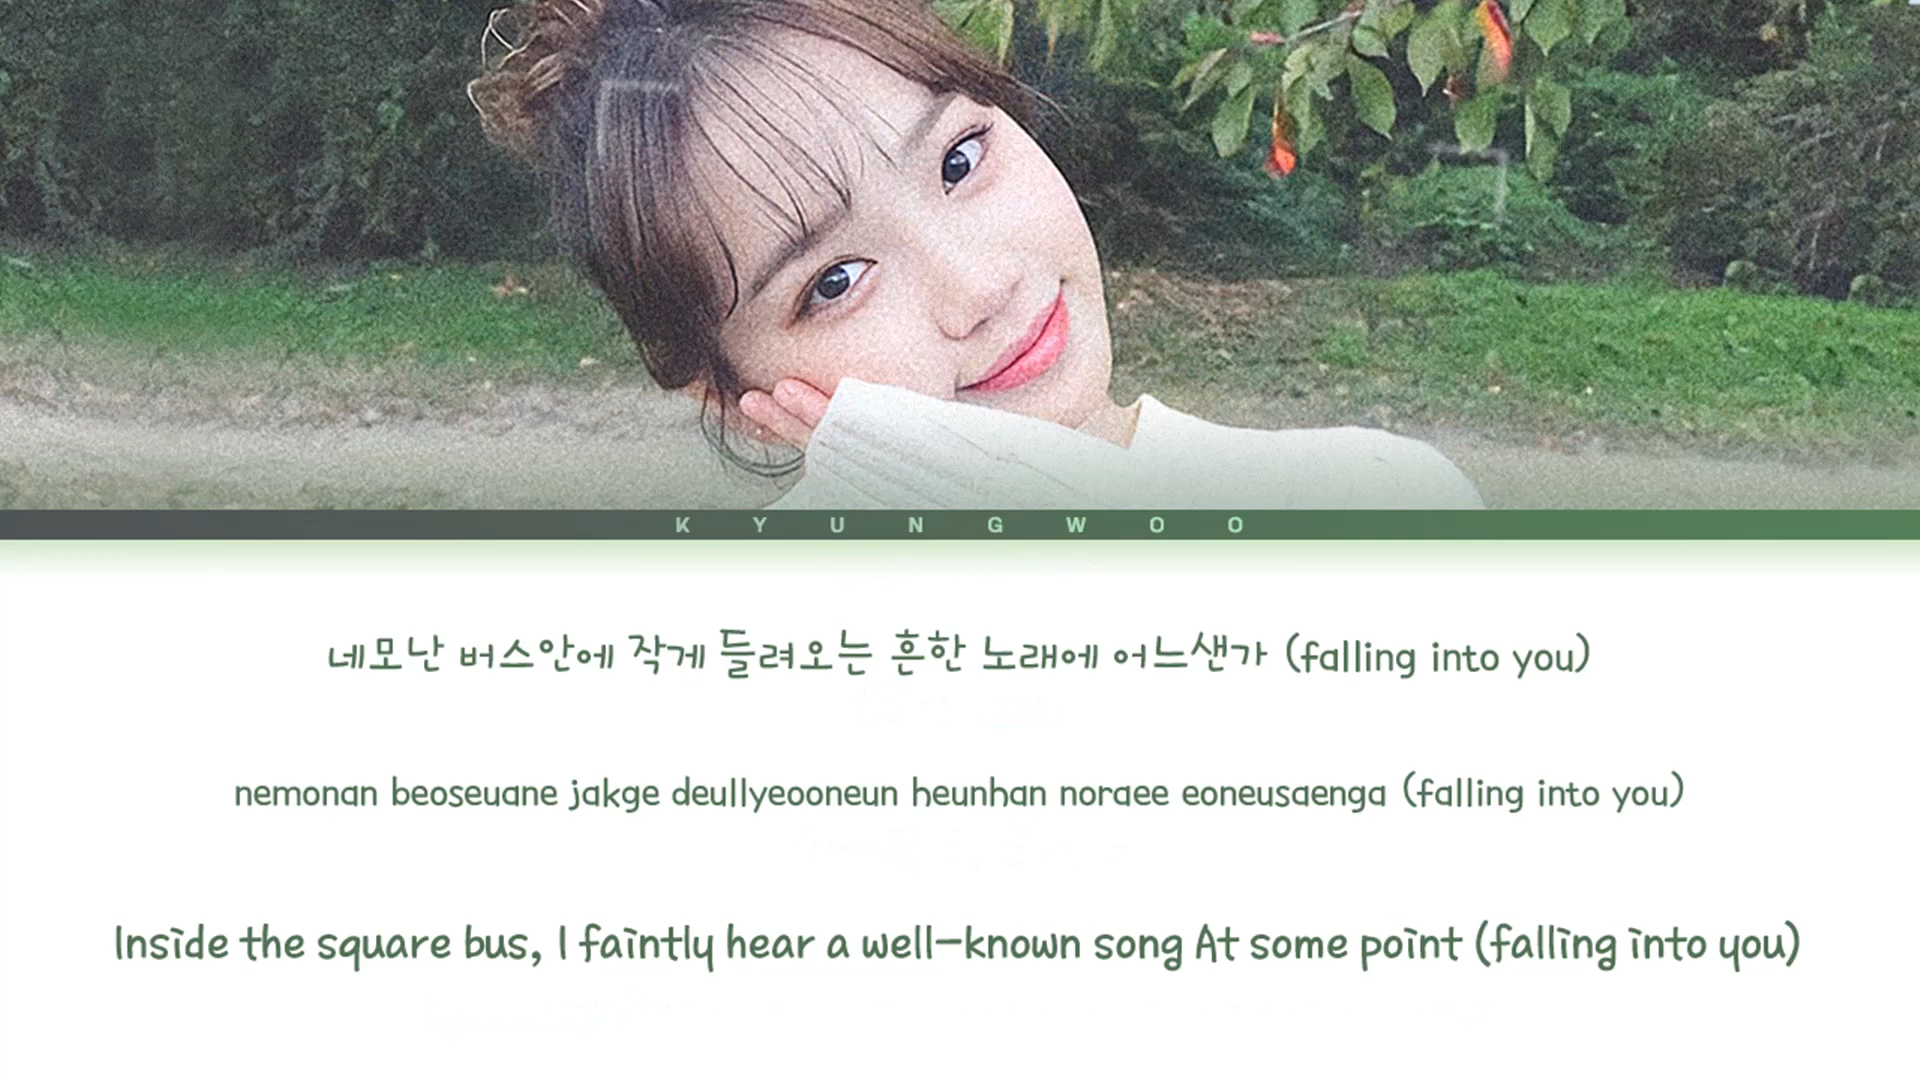 KYUNGWOO
네모난 버스안에 작게 들려오는 흔한 노래에 어느샌가 (falling into you)
nemonan beoseuane jakge deullyeooneun heunhan noraee eoneusaenga (falling into you)
Inside the square bus, I faintly hear a well-known song At some point (falling into you)